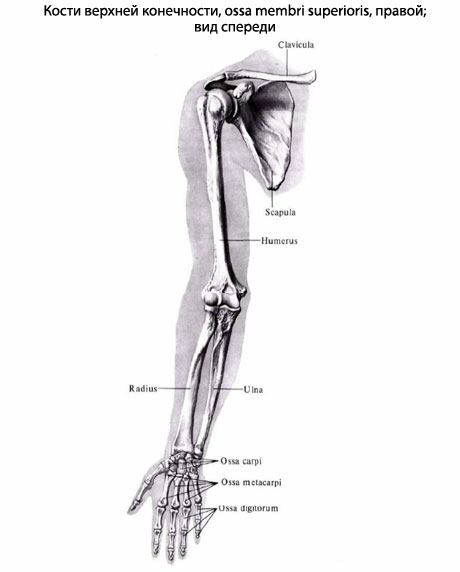 Кости верхней конечности, ossa membri superioris, правой;
вид спереди
Clavicula
Scapula
Humerus
Radius
Ulna
Ossa carpi
Ossa metacarpi
Ossa digitorum